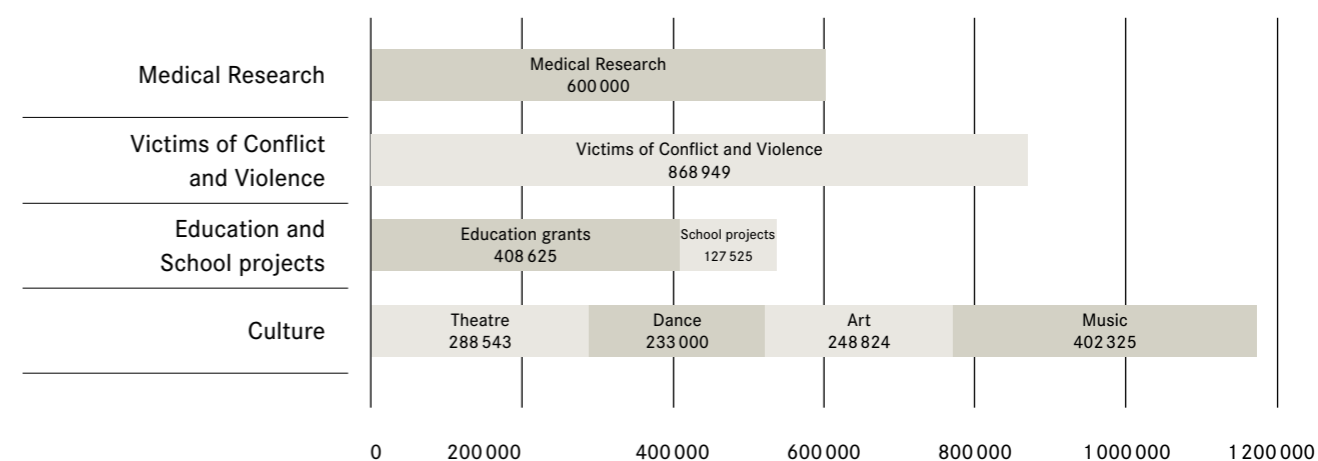 Medical Research
Medical Research
600 000
Victims of Conflict
and Violence
Victims of Conflict and Violence
868 949
Education and
School projects
Education grants
408 625
School projects
127 525
Culture
Theatre
288 543
Dance
233 000
Art
248 824
Music
402 325
0 200 000 400 000 600 000 800 000 1 000 000 1 200 000